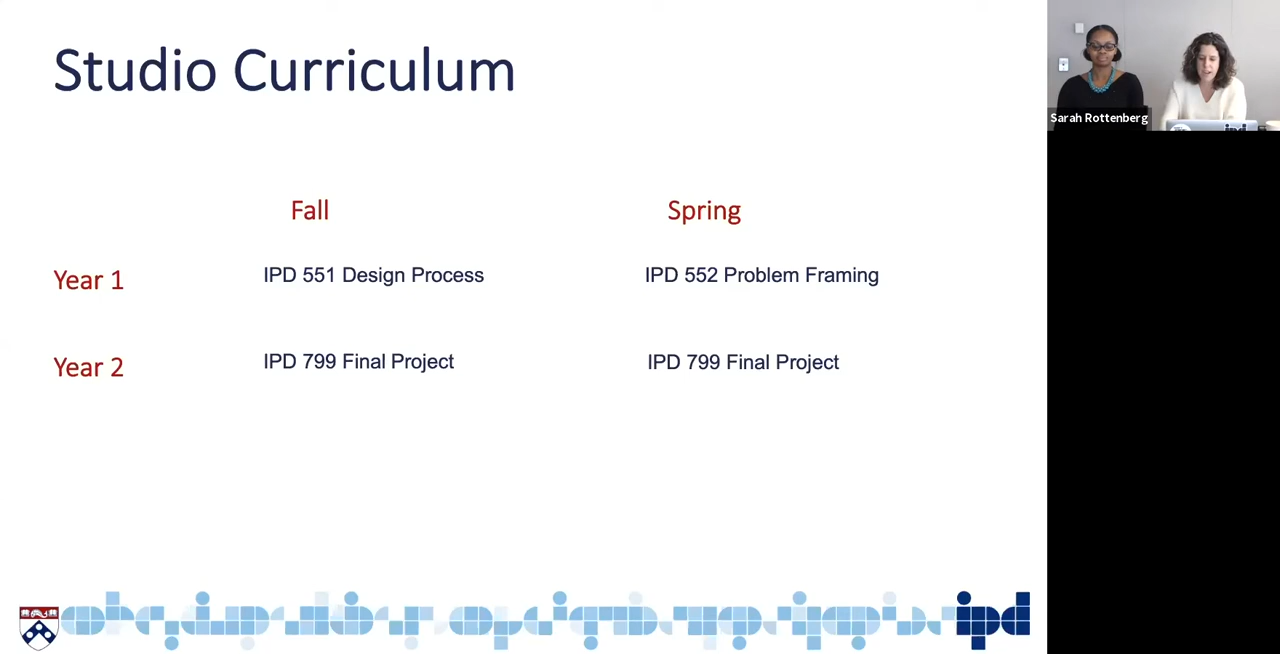 Studio Curriculum
Sarah Rottenberg
Fall Spring
Year 1 IPD 551 Design Process IPD 552 Problem Framing
Year 2 IPD 799 Final Project IPD 799 Final Project
ipd